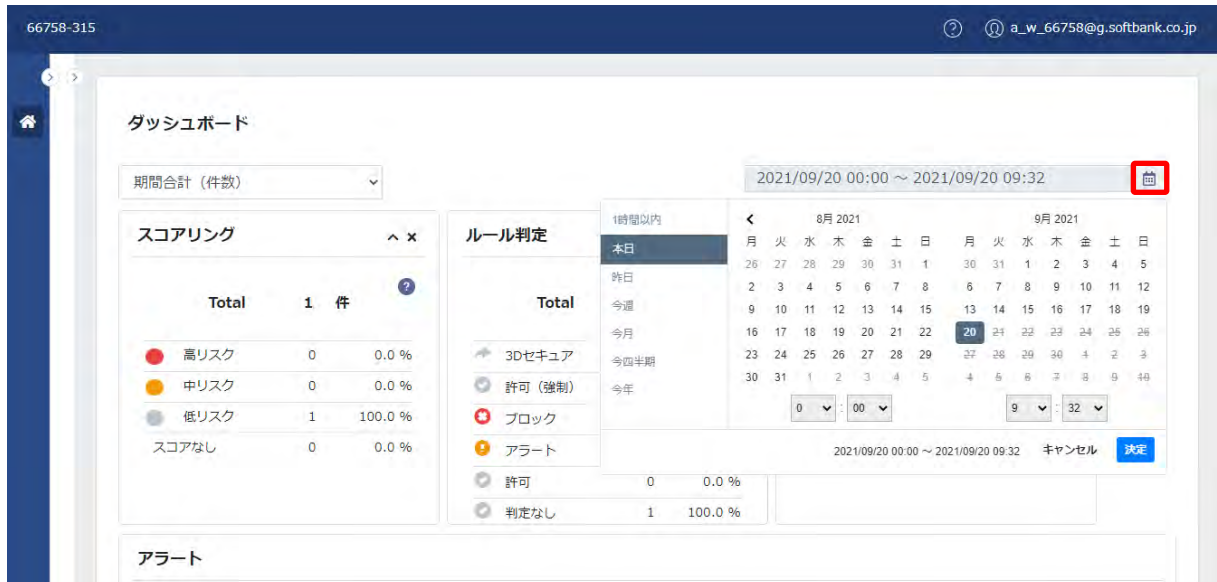 66758-315
? a_w_66758@g.softbank.co.jp
ダッシュボード
期間合計（件数）
2021/09/20 00:00 ～ 2021/09/20 09:32
スコアリング
Total 1 件
?
高リスク 0 0.0 %
中リスク 0 0.0 %
低リスク 1 100.0 %
スコアなし 0 0.0 %
ルール判定
Total
3Dセキュア
許可（強制）
ブロック
アラート
許可 0 0.0 %
判定なし 1 100.0 %
1時間以内
本日
昨日
今週
今月
今四半期
今年
8月 2021
月 火 水 木 金 土 日
26 27 28 29 30 31 1
2 3 4 5 6 7 8
9 10 11 12 13 14 15
16 17 18 19 20 21 22
23 24 25 26 27 28 29
30 31 1 2 3 4 5
0 : 00
9月 2021
月 火 水 木 金 土 日
30 31 1 2 3 4 5
6 7 8 9 10 11 12
13 14 15 16 17 18 19
20 21 22 23 24 25 26
27 28 29 30 1 2 3
4 5 6 7 8 9 10
9 : 32
2021/09/20 00:00 ～ 2021/09/20 09:32 キャンセル 決定
アラート